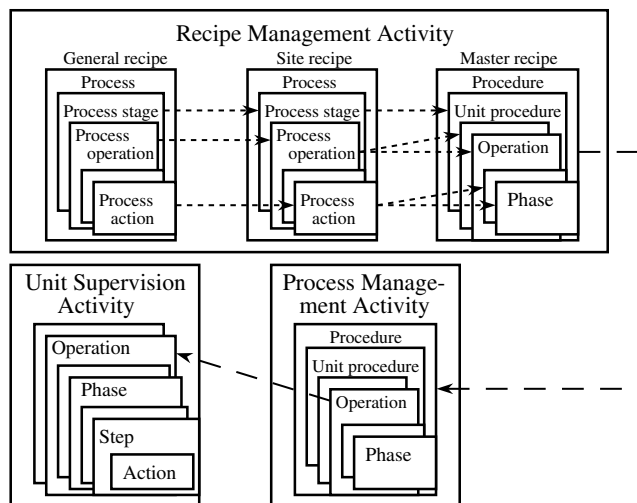 Recipe Management Activity
General recipe
Site recipe
Master recipe
Process
Process
Procedure
Process stage
Process stage
Unit procedure
Process
operation
Process
operation
Operation
Process
action
Process
action
Phase
Unit Supervision
Activity
Operation
Phase
Step
Action
Process Manage-
ment Activity
Procedure
Unit procedure
Operation
Phase